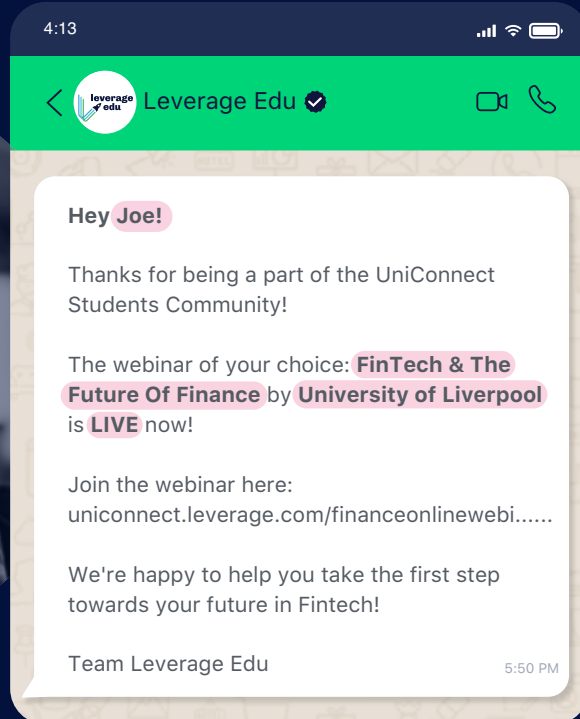 4:13
leverage
edu
Leverage Edu
Hey Joe!
Thanks for being a part of the UniConnect
Students Community!
The webinar of your choice: FinTech & The
Future Of Finance by University of Liverpool
is LIVE now!
Join the webinar here:
uniconnect.leverage.com/financeonlinewebi......
We're happy to help you take the first step
towards your future in Fintech!
Team Leverage Edu
5:50 PM